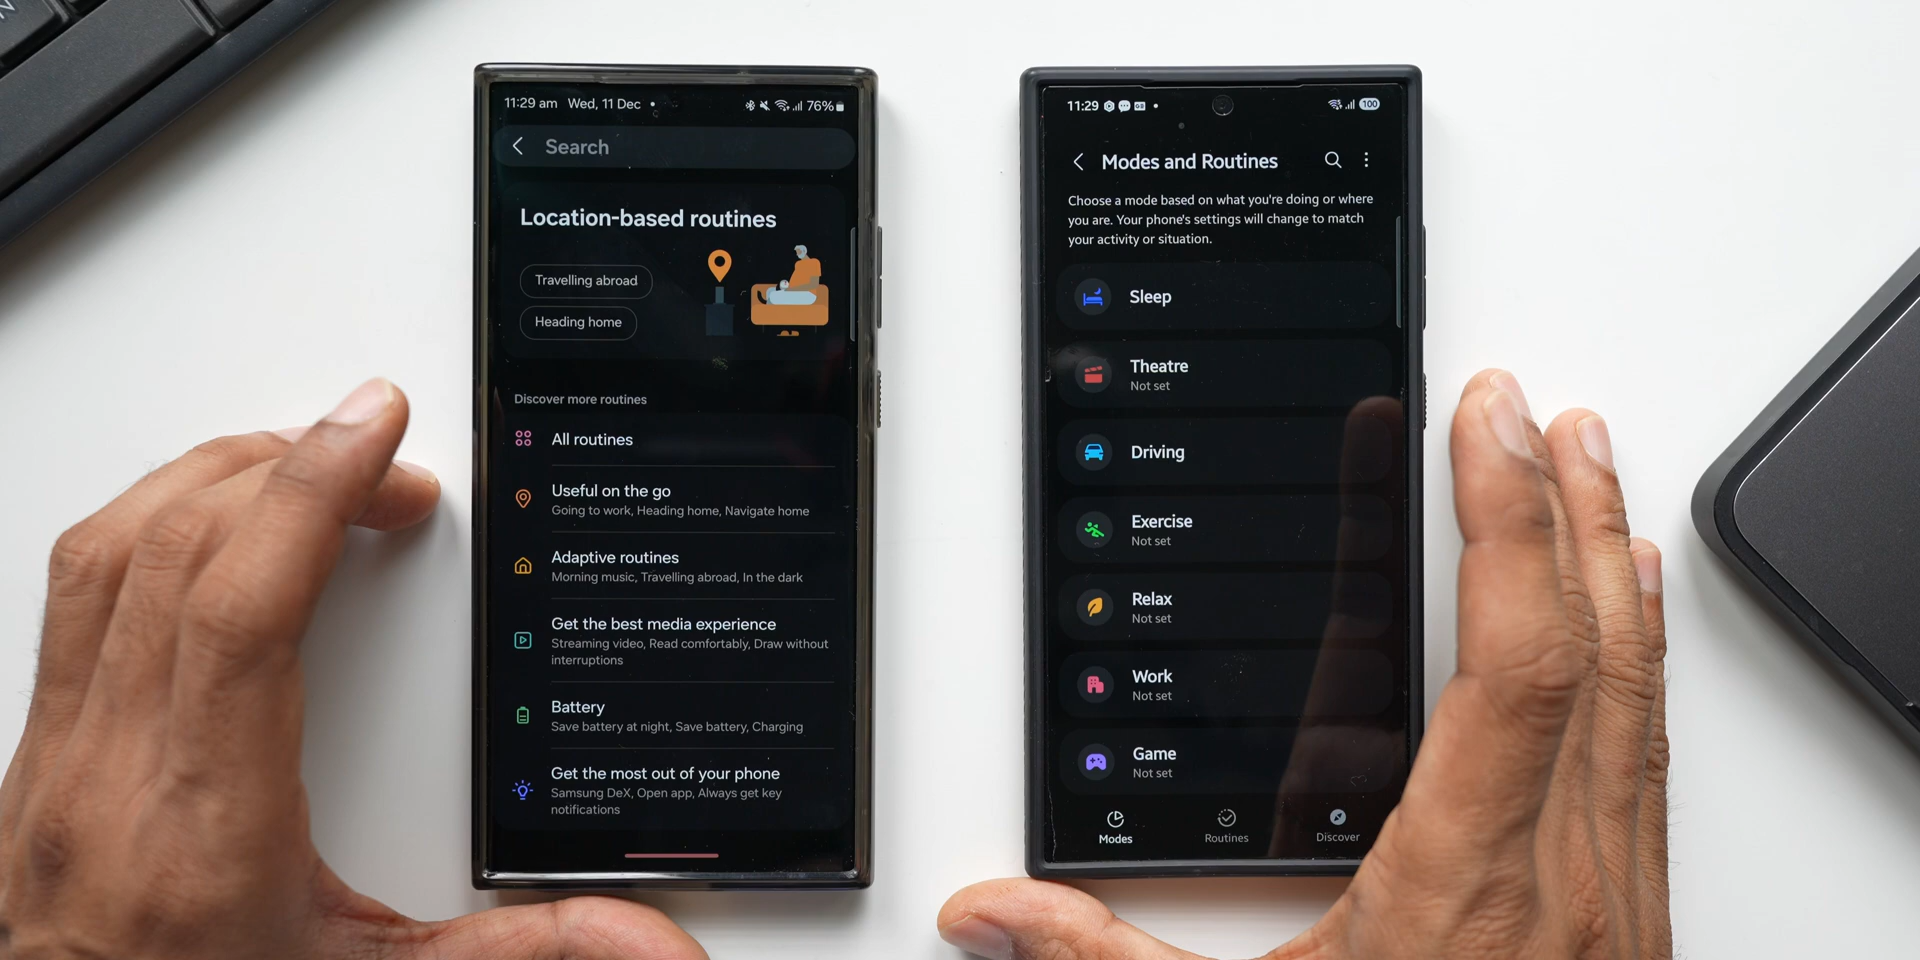 11:29 am Wed, 11 Dec
76%
Search
Location-based routines
Travelling abroad
Heading home
Discover more routines
All routines
Useful on the go
Going to work, Heading home, Navigate home
Adaptive routines
Morning music, Travelling abroad, In the dark
Get the best media experience
Streaming video, Read comfortably, Draw without
interruptions
Battery
Save battery at night, Save battery, Charging
Get the most out of your phone
Samsung DeX, Open app, Always get key
notifications
11:29
100
Modes and Routines
Choose a mode based on what you're doing or where
you are. Your phone's settings will change to match
your activity or situation.
Sleep
Theatre
Not set
Driving
Exercise
Not set
Relax
Not set
Work
Not set
Game
Not set
Modes
Routines
Discover